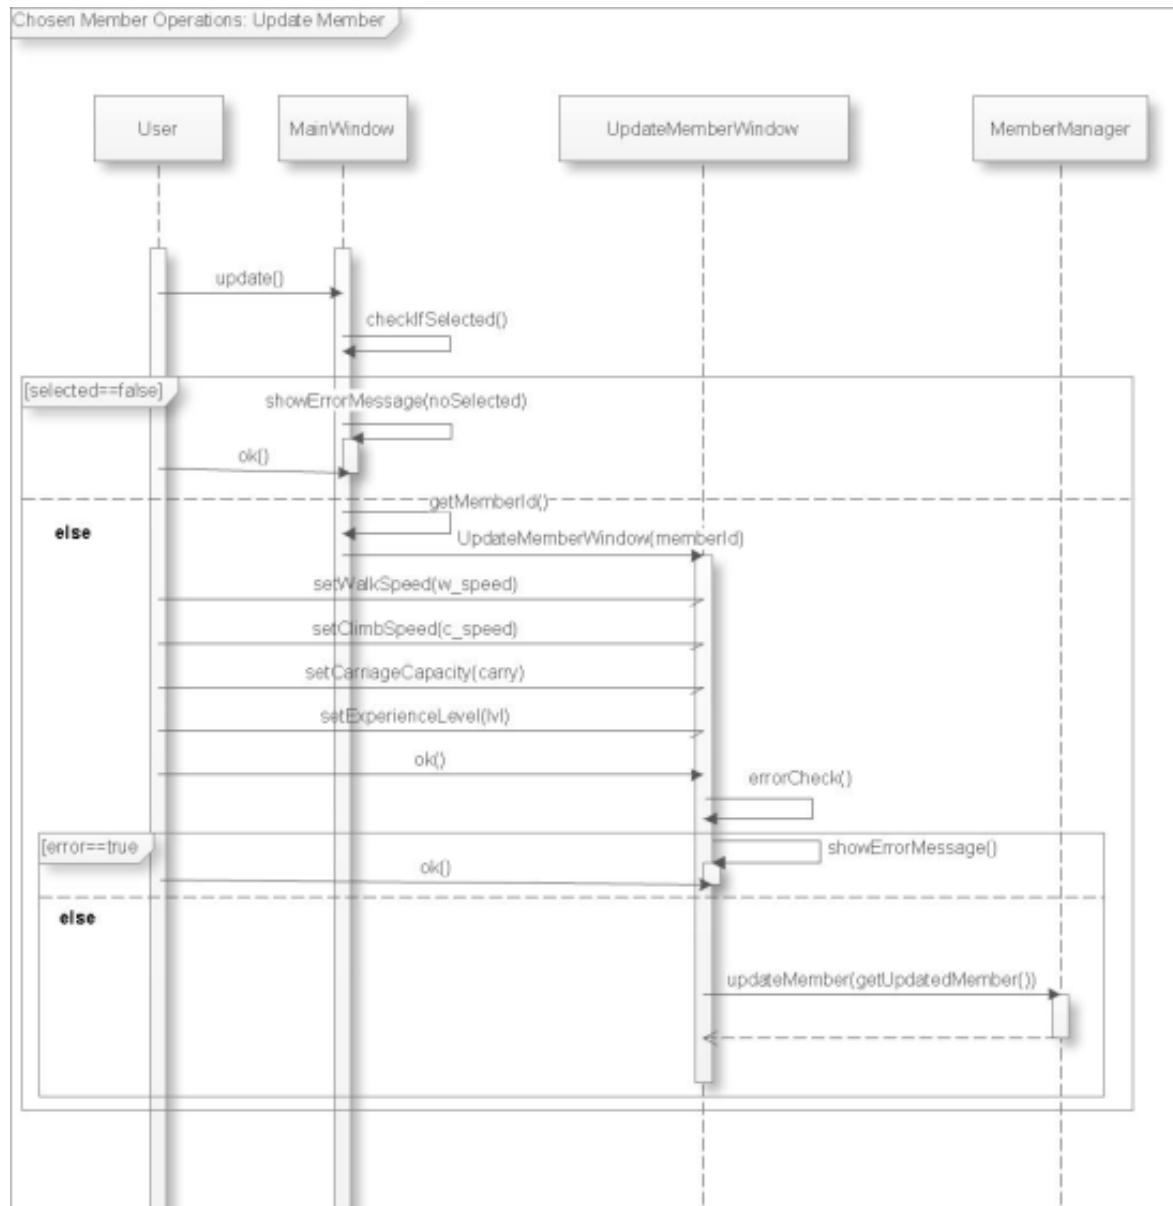 Chosen Member Operations: Update Member
User
MainWindow
UpdateMemberWindow
MemberManager
update()
checkIfSelected()
[selected==false]
showErrorMessage(noSelected)
ok()
getMemberId()
else
UpdateMemberWindow(memberId)
setWalkSpeed(w_speed)
setClimbSpeed(c_speed)
setCarriageCapacity(carry)
setExperienceLevel(lvl)
ok()
errorCheck()
[error==true
showErrorMessage()
ok()
else
updateMember(getUpdatedMember())